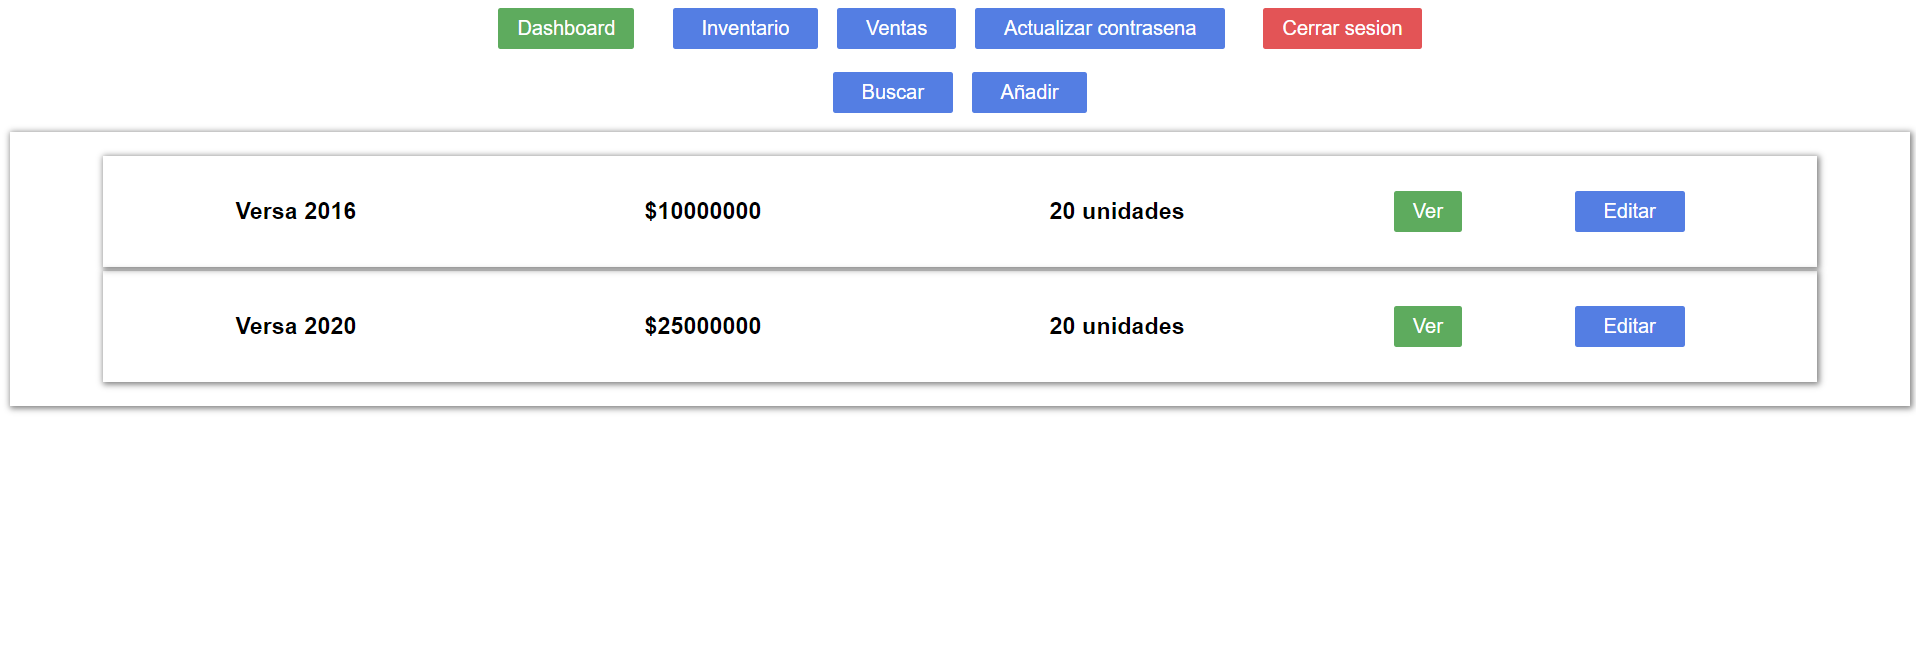 Dashboard Inventario Ventas Actualizar contrasena Cerrar sesion
Buscar Añadir
Versa 2016 $10000000 20 unidades Ver Editar
Versa 2020 $25000000 20 unidades Ver Editar